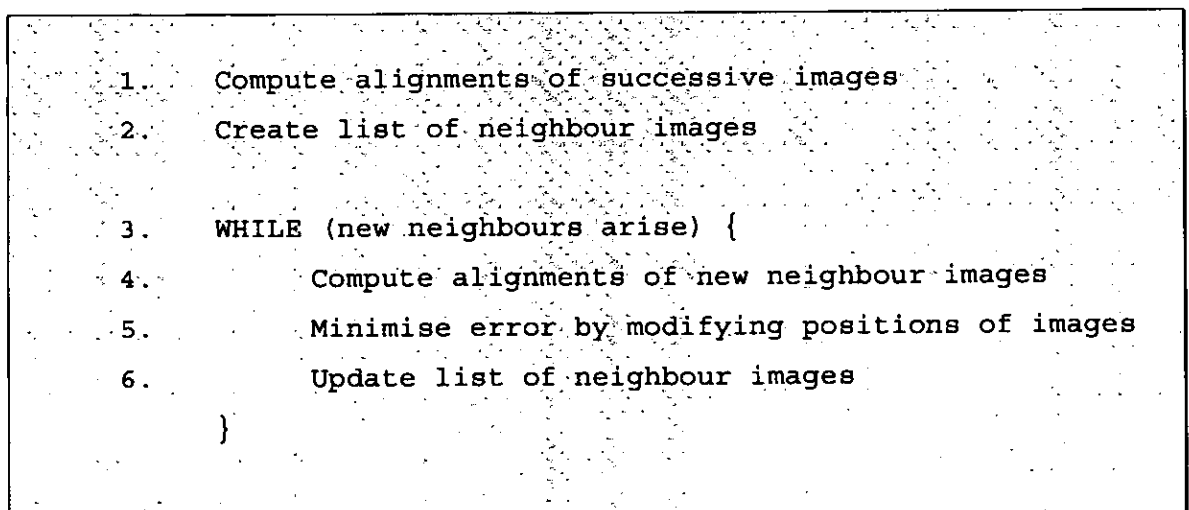 1. Compute alignments of successive images
2. Create list of neighbour images
3. WHILE (new neighbours arise) {
4. Compute alignments of new neighbour images
5. Minimise error by modifying positions of images
6. Update list of neighbour images
}